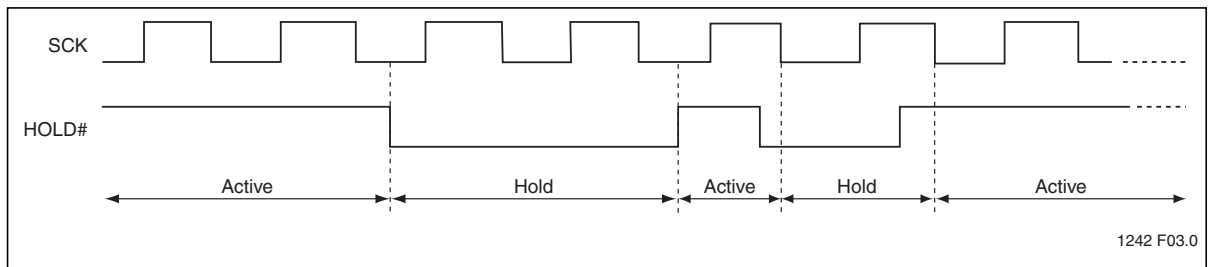 SCK
HOLD#
Active Hold Active Hold Active
1242 F03.0